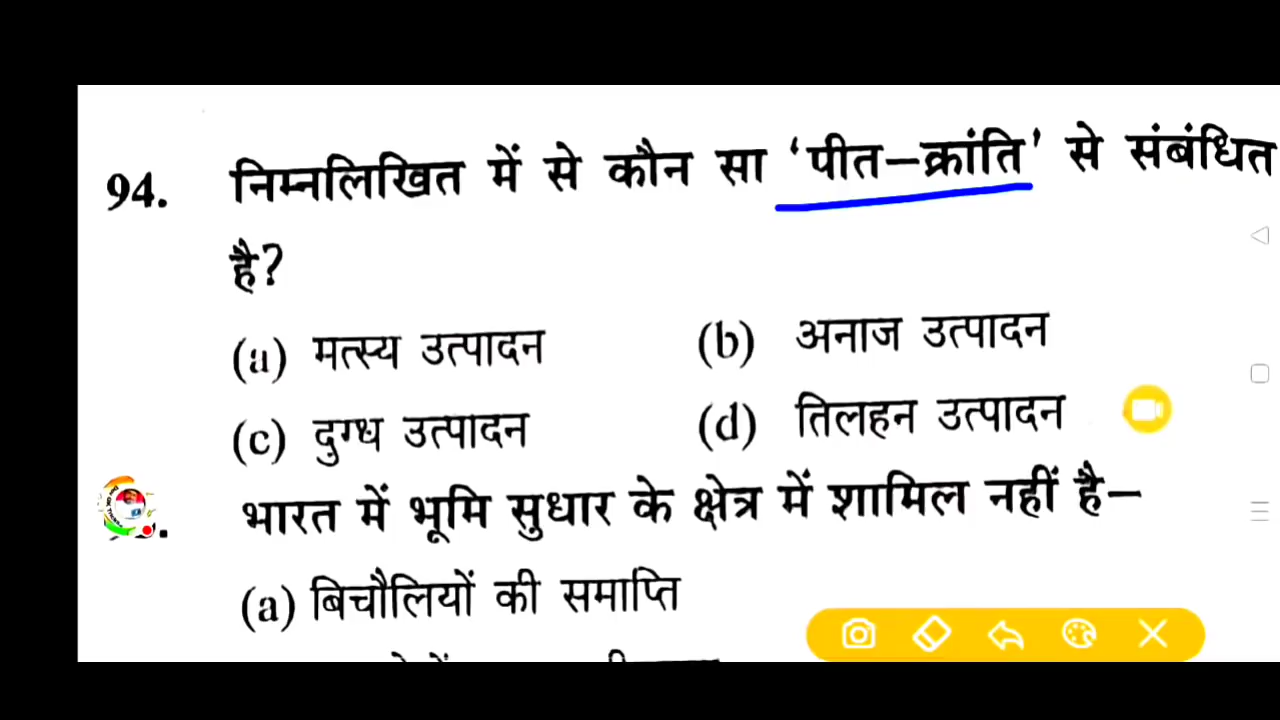 94. निम्नलिखित में से कौन सा 'पीत-क्रांति' से संबंधित
है?
(a) मत्स्य उत्पादन (b) अनाज उत्पादन
(c) दुग्ध उत्पादन (d) तिलहन उत्पादन
भारत में भूमि सुधार के क्षेत्र में शामिल नहीं है–
(a) बिचौलियों की समाप्ति